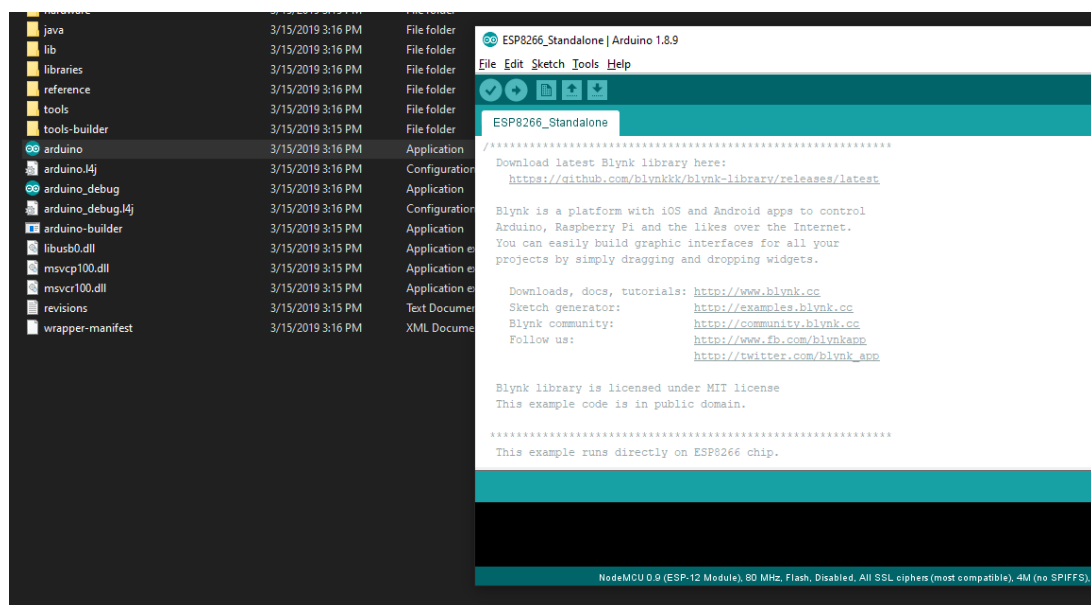 java 3/15/2019 3:16 PM File folder
lib 3/15/2019 3:16 PM File folder
libraries 3/15/2019 3:16 PM File folder
reference 3/15/2019 3:16 PM File folder
tools 3/15/2019 3:16 PM File folder
tools-builder 3/15/2019 3:15 PM File folder
arduino 3/15/2019 3:16 PM Application
arduino.l4j 3/15/2019 3:16 PM Configuration
arduino_debug 3/15/2019 3:16 PM Application
arduino_debug.l4j 3/15/2019 3:16 PM Configuration
arduino-builder 3/15/2019 3:15 PM Application
libusb0.dll 3/15/2019 3:15 PM Application e
msvcp100.dll 3/15/2019 3:15 PM Application e
msvcr100.dll 3/15/2019 3:15 PM Application e
revisions 3/15/2019 3:15 PM Text Documer
wrapper-manifest 3/15/2019 3:16 PM XML Docume
ESP8266_Standalone | Arduino 1.8.9
File Edit Sketch Tools Help
ESP8266_Standalone
/*************************************************************
Download latest Blynk library here:
https://github.com/blynkkk/blynk-library/releases/latest
Blynk is a platform with iOS and Android apps to control
Arduino, Raspberry Pi and the likes over the Internet.
You can easily build graphic interfaces for all your
projects by simply dragging and dropping widgets.
Downloads, docs, tutorials: http://www.blynk.cc
Sketch generator: http://examples.blynk.cc
Blynk community: http://community.blynk.cc
Follow us: http://www.fb.com/blynkapp
http://twitter.com/blynk_app
Blynk library is licensed under MIT license
This example code is in public domain.
*************************************************************
This example runs directly on ESP8266 chip.
NodeMCU 0.9 (ESP-12 Module), 80 MHz, Flash, Disabled, All SSL ciphers (most compatible), 4M (no SPIFFS),